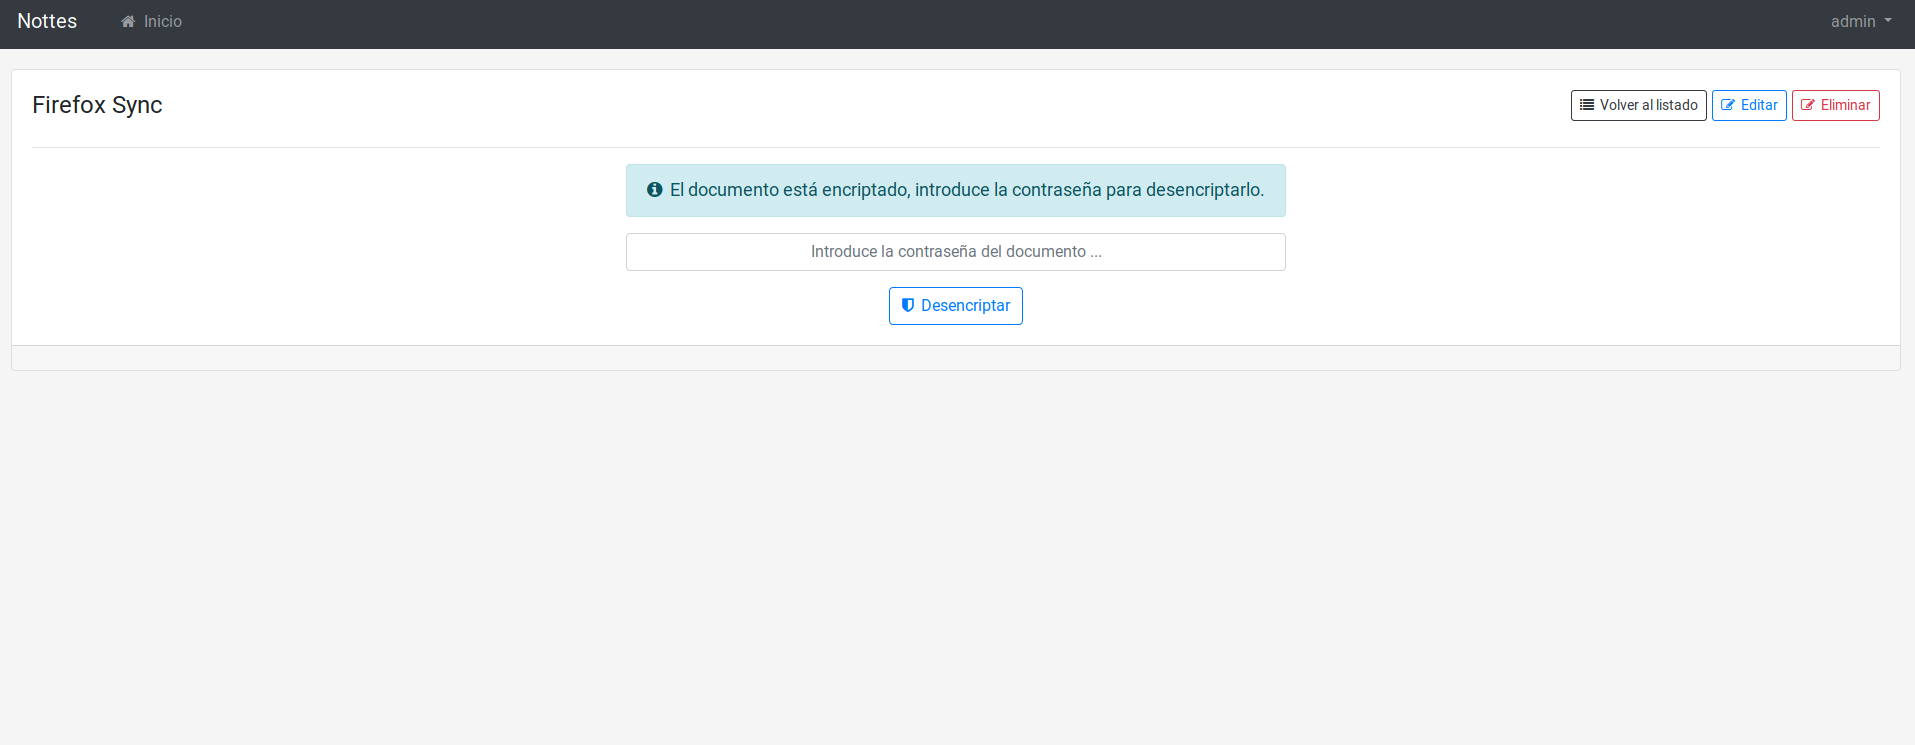 Nottes Inicio admin
Firefox Sync Volver al listado Editar Eliminar
El documento está encriptado, introduce la contraseña para desencriptarlo.
Introduce la contraseña del documento ...
Desencriptar